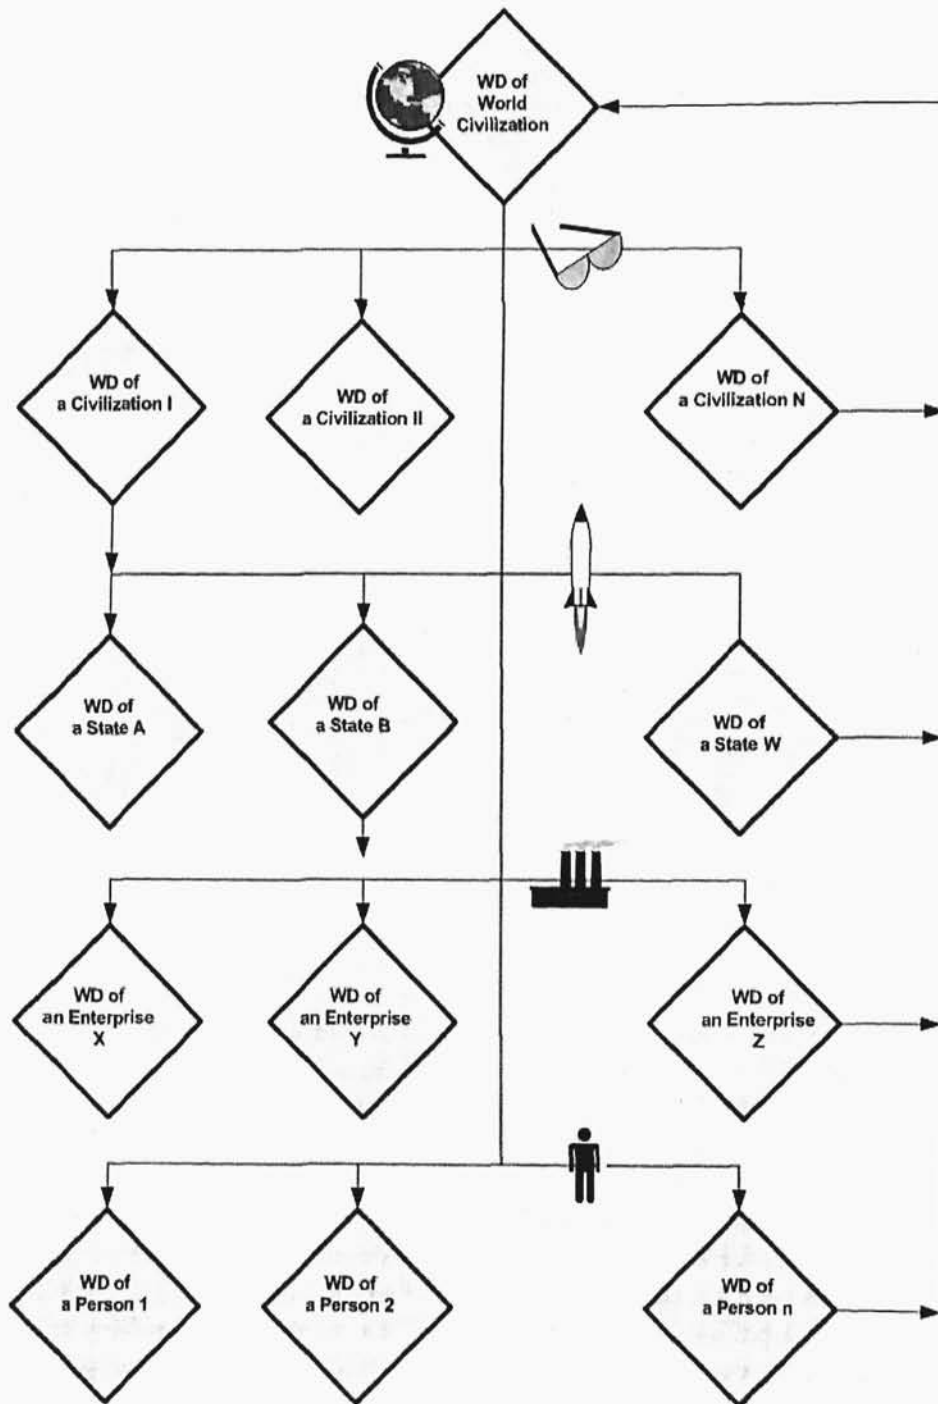 WD of
World
Civilization
WD of
a Civilization I
WD of
a Civilization II
WD of
a Civilization N
WD of
a State A
WD of
a State B
WD of
a State W
WD of
an Enterprise
X
WD of
an Enterprise
Y
WD of
an Enterprise
Z
WD of
a Person 1
WD of
a Person 2
WD of
a Person n